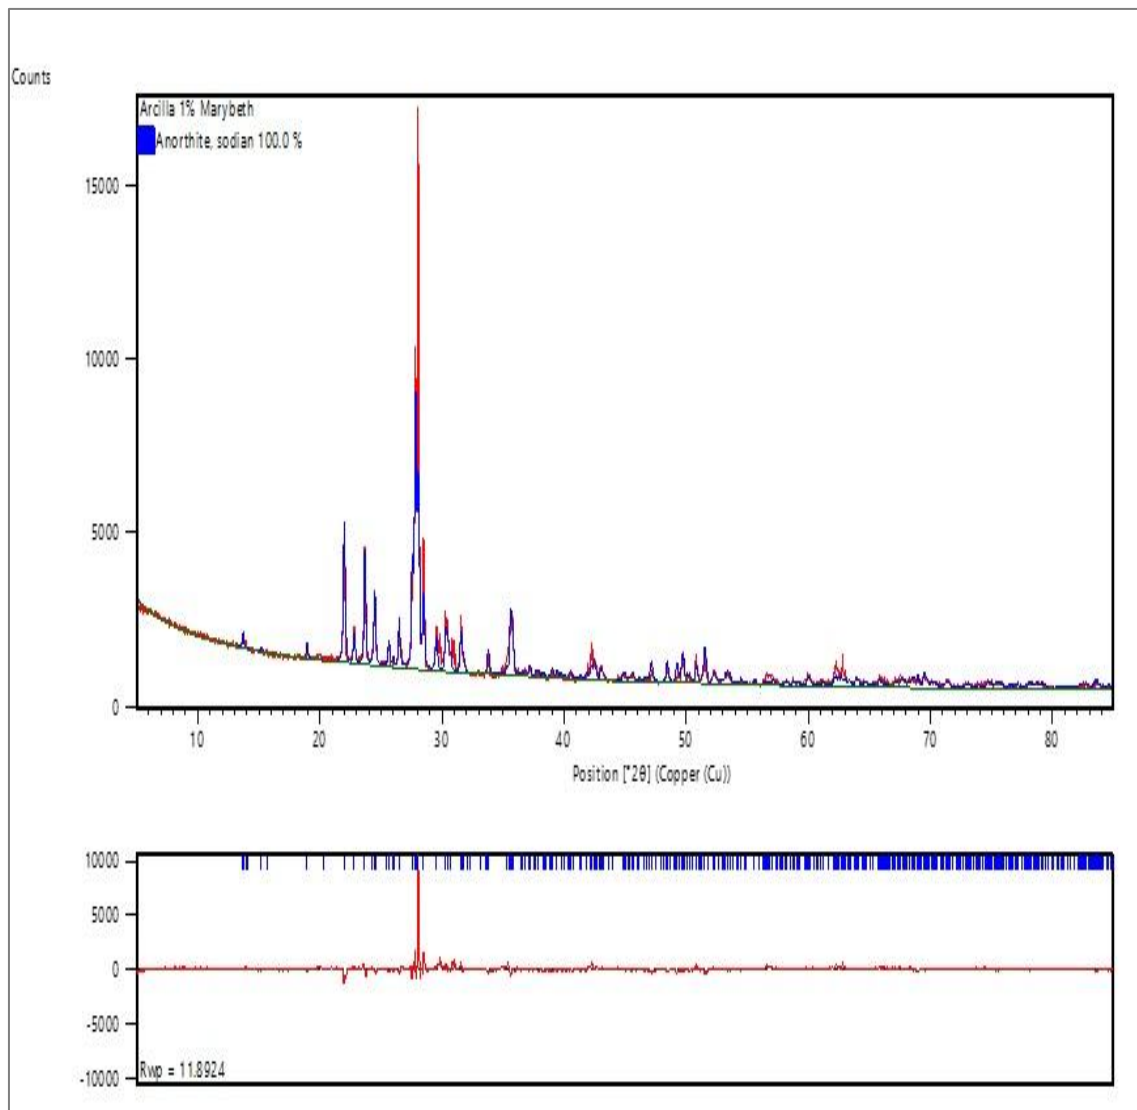 Counts
Arcilla 1% Marybeth
Anorthite, sodian 100.0 %
15000
10000
5000
0
10 20 30 40 50 60 70 80
Position [°2θ] (Copper (Cu))
10000
5000
0
-5000
-10000
Rwp = 11.8924